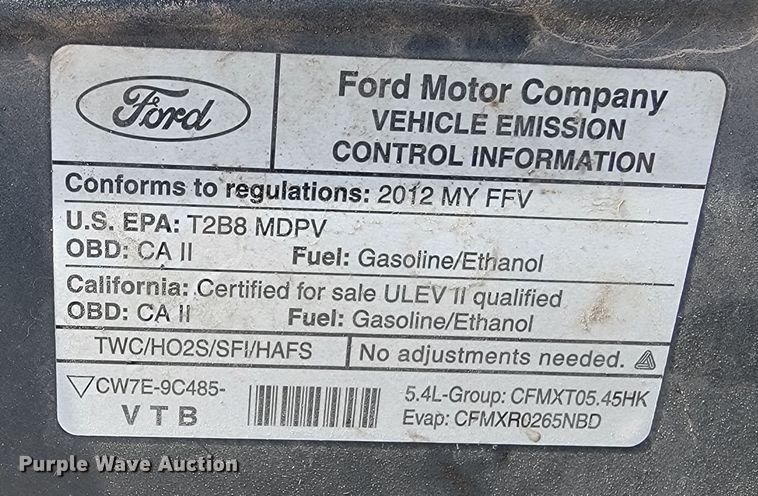 Ford
Ford Motor Company
VEHICLE EMISSION
CONTROL INFORMATION
Conforms to regulations: 2012 MY FFV
U.S. EPA: T2B8 MDPV
OBD: CA II Fuel: Gasoline/Ethanol
California: Certified for sale ULEV II qualified
OBD: CA II Fuel: Gasoline/Ethanol
TWC/HO2S/SFI/HAFS No adjustments needed.
CW7E-9C485- 5.4L-Group: CFMXT05.45HK
VTB Evap: CFMXR0265NBD
Purple Wave Auction